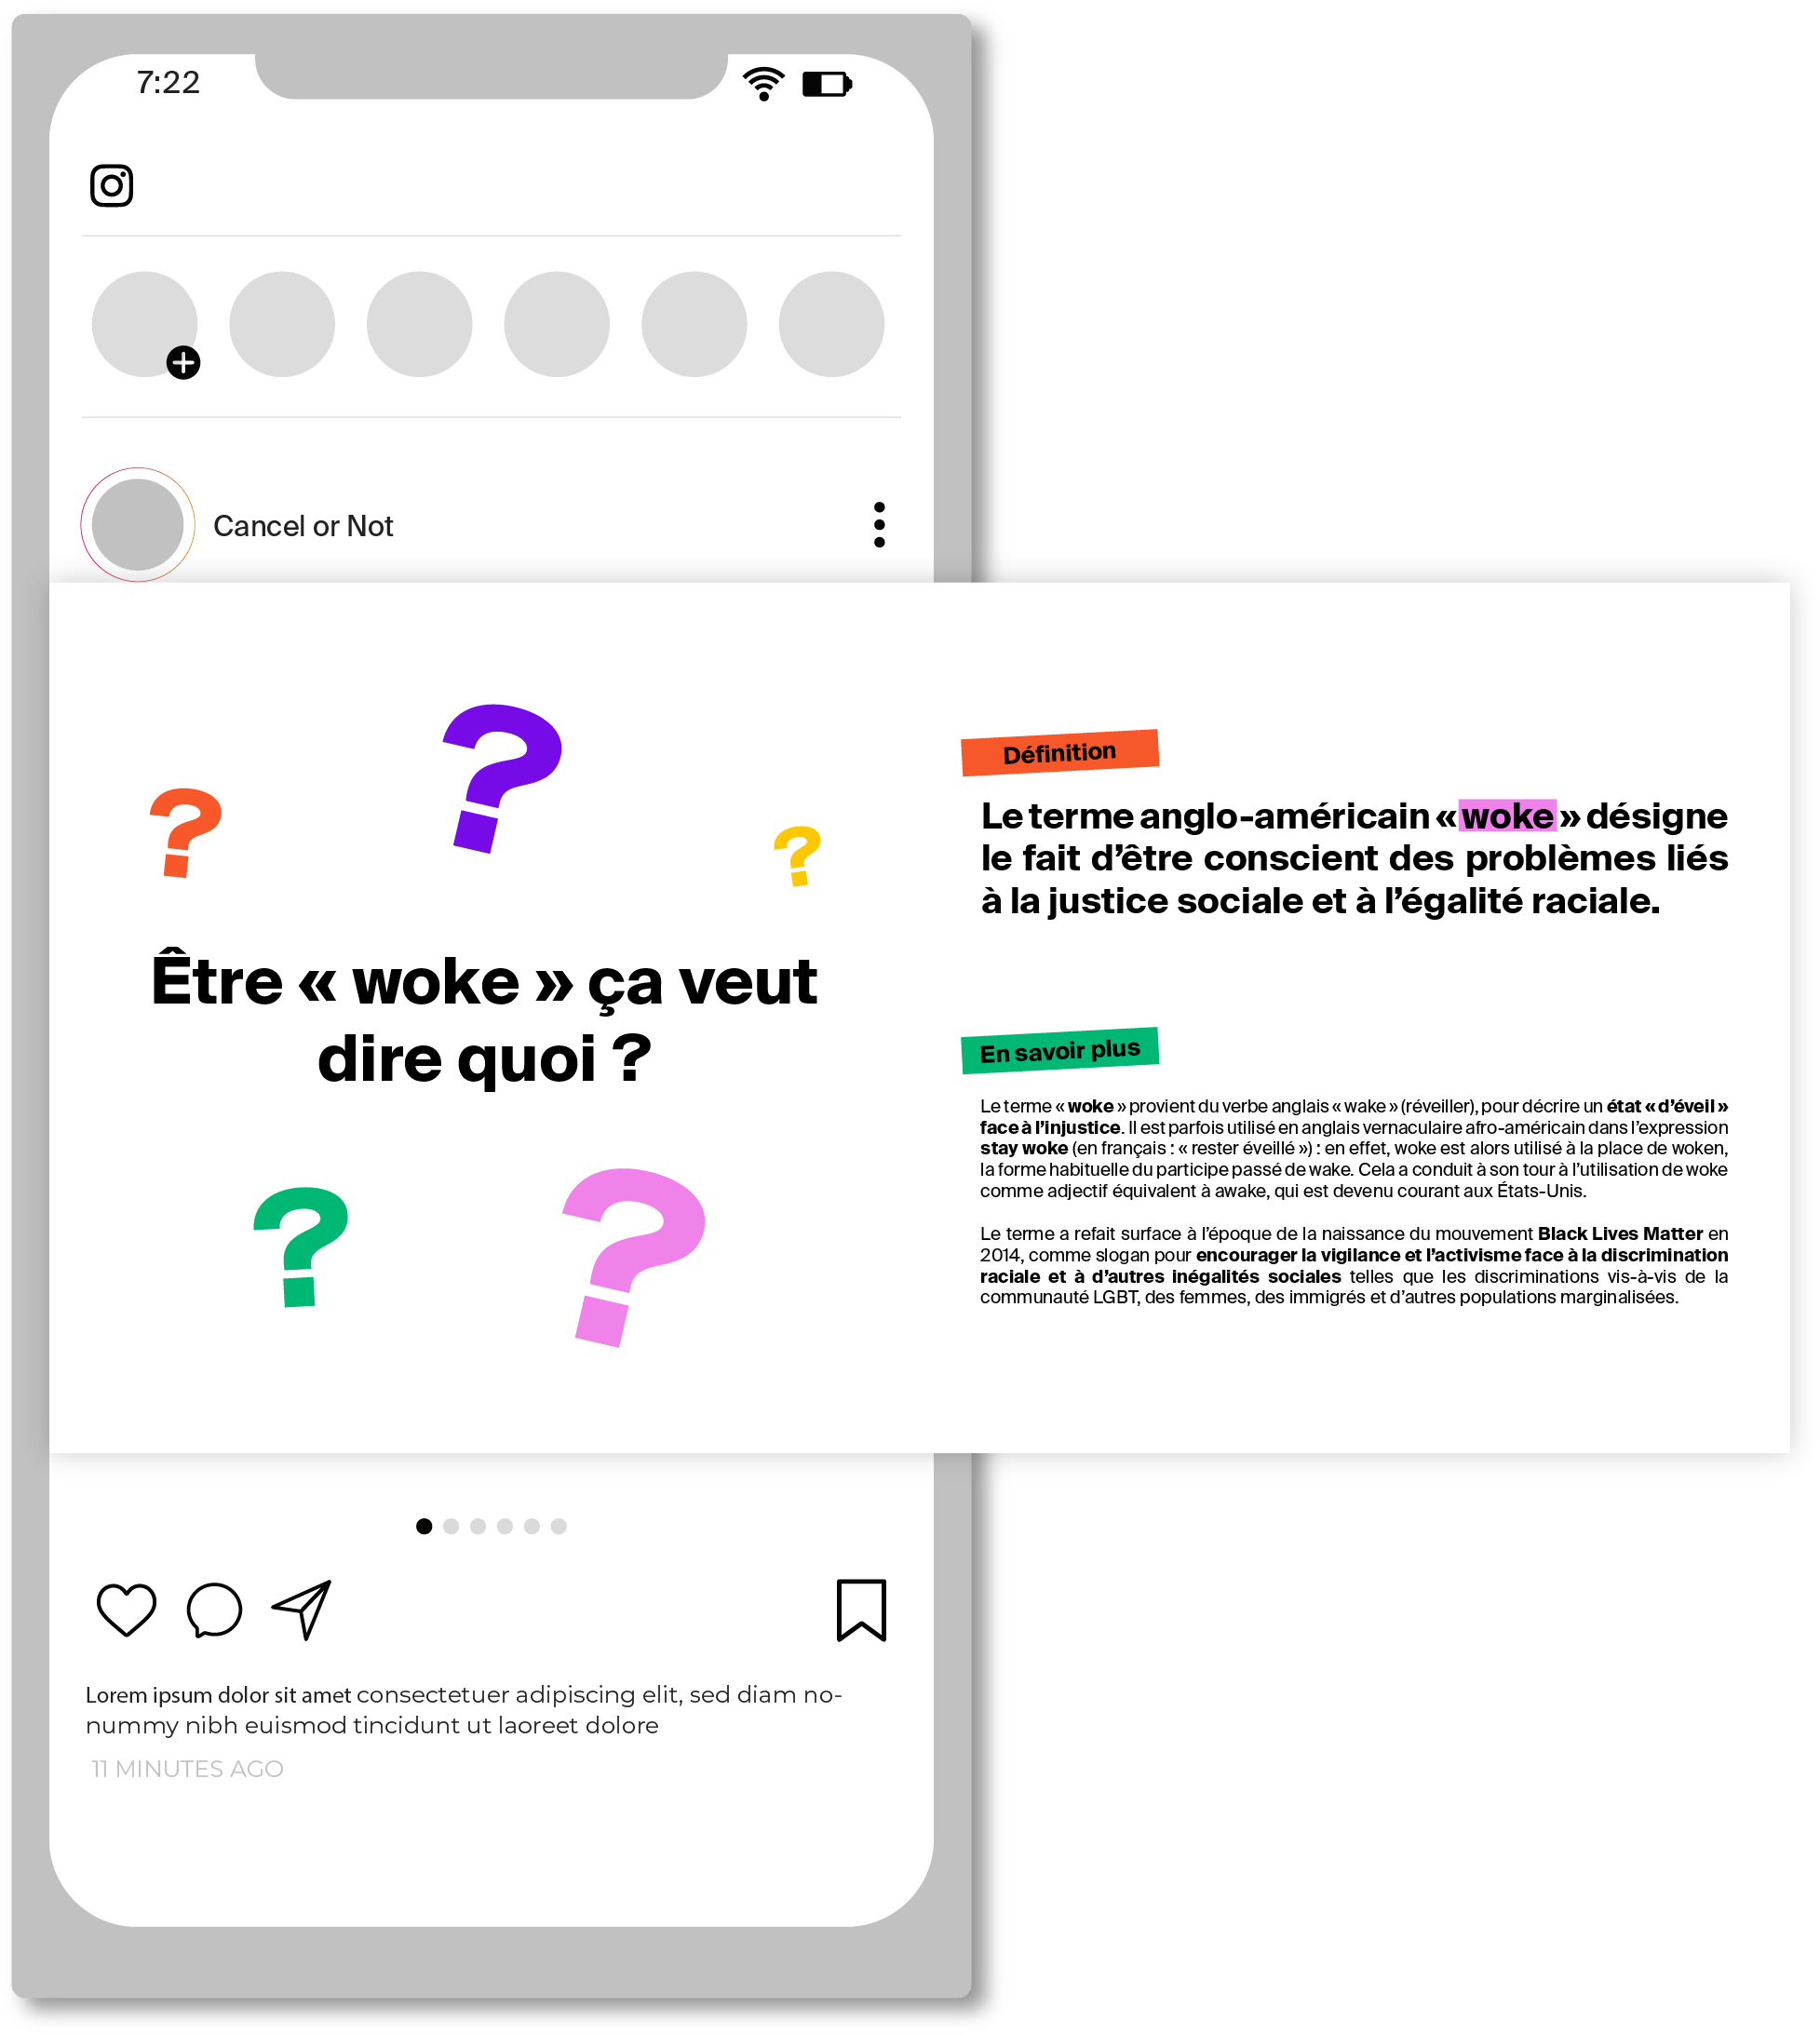 7:22
Cancel or Not
Être « woke » ça veut
dire quoi ?
Définition
Le terme anglo-américain « woke » désigne
le fait d’être conscient des problèmes liés
à la justice sociale et à l’égalité raciale.
En savoir plus
Le terme « woke » provient du verbe anglais « wake » (réveiller), pour décrire un état « d’éveil »
face à l’injustice. Il est parfois utilisé en anglais vernaculaire afro-américain dans l’expression
stay woke (en français : « rester éveillé ») : en effet, woke est alors utilisé à la place de woken,
la forme habituelle du participe passé de wake. Cela a conduit à son tour à l’utilisation de woke
comme adjectif équivalent à awake, qui est devenu courant aux États-Unis.
Le terme a refait surface à l’époque de la naissance du mouvement Black Lives Matter en
2014, comme slogan pour encourager la vigilance et l’activisme face à la discrimination
raciale et à d’autres inégalités sociales telles que les discriminations vis-à-vis de la
communauté LGBT, des femmes, des immigrés et d’autres populations marginalisées.
Lorem ipsum dolor sit amet consectetuer adipiscing elit, sed diam no-
nummy nibh euismod tincidunt ut laoreet dolore
11 MINUTES AGO